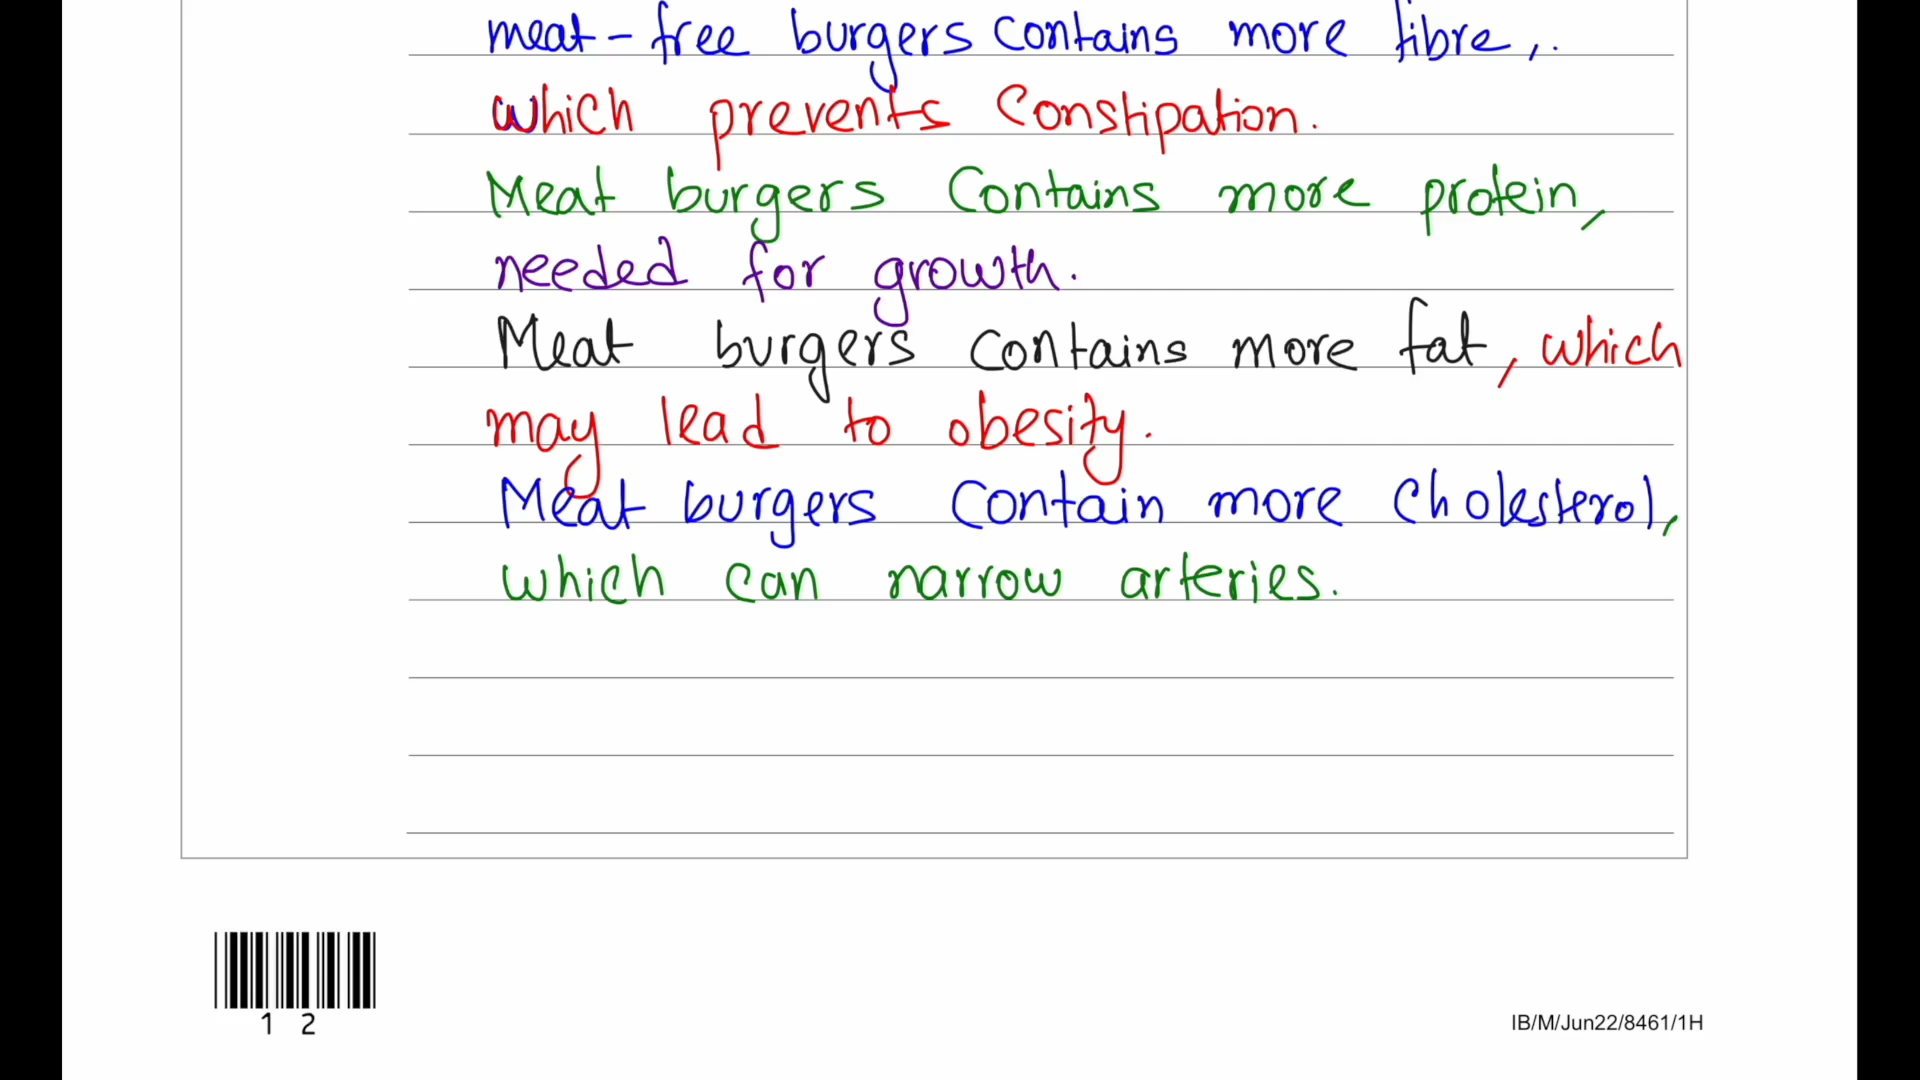 meat-free burgers contains more fibre,.
which prevents constipation.
Meat burgers contains more protein,
needed for growth.
Meat burgers contains more fat, which
may lead to obesity.
Meat burgers contain more cholesterol,
which can narrow arteries.
12
IB/M/Jun22/8461/1H